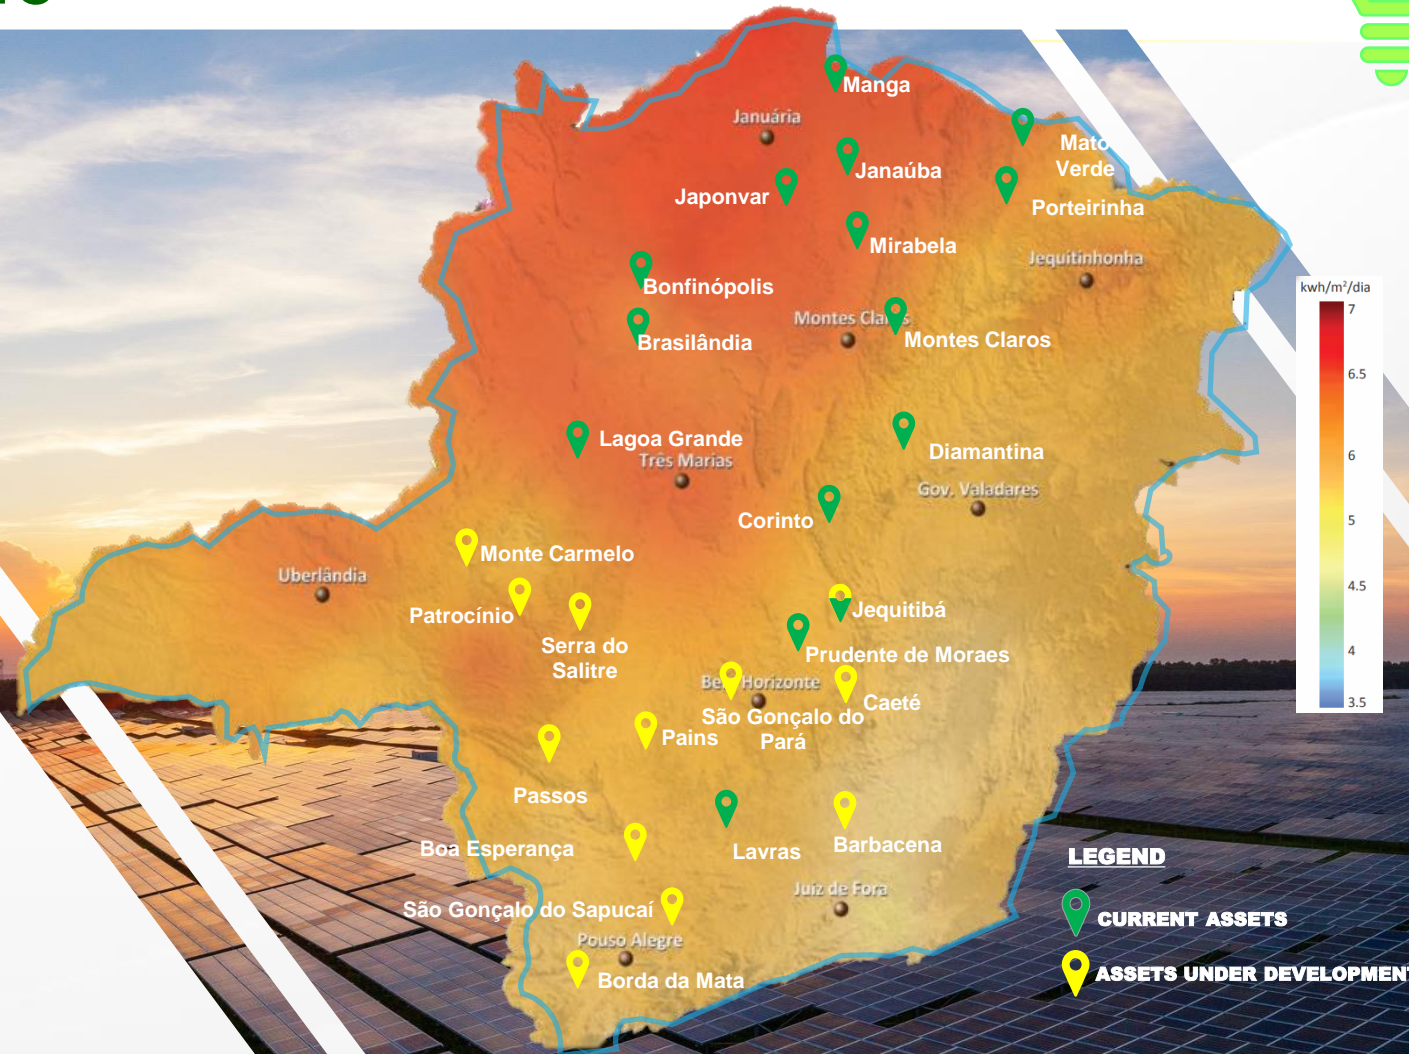 Manga
Januária
Mato
Verde
Janaúba
Japonvar
Porteirinha
Mirabela
Jequitinhonha
Bonfinópolis
kwh/m²/dia
7
Montes Claros
Montes Claros
Brasilândia
6.5
Lagoa Grande
Três Marias
Diamantina
6
Gov. Valadares
Corinto
5
Monte Carmelo
Uberlândia
4.5
Patrocínio
Jequitibá
Serra do
Salitre
Prudente de Moraes
4
Horizonte
Caeté
3.5
São Gonçalo do
Pará
Pains
Passos
Boa Esperança
Lavras
Barbacena
LEGEND
Juiz de Fora
São Gonçalo do Sapucaí
CURRENT ASSETS
Pouso Alegre
Borda da Mata
ASSETS UNDER DEVELOPMENT